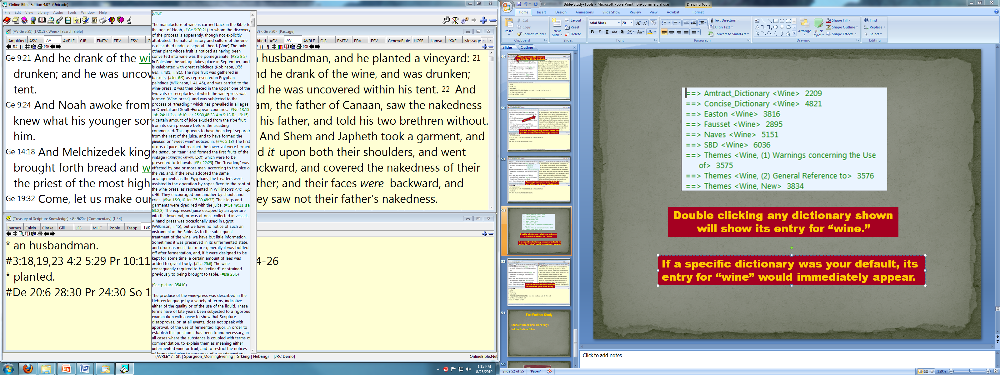 Online Bible Edition 4.07 (Unicode)
File Edit View Library Audio Tools Window Help
(AV Ge 9:21) (1/212) <Wine> [Search Bible]
Amplified ASV AV AVRLE CJB EMTV ERV ESV
Ge 9:21 And he drank of the wi
drunken; and he was uncov
tent.
Ge 9:24 And Noah awoke from
knew what his younger son
him.
Ge 14:18 And Melchizedek king
brought forth bread and w
the priest of the most high
Ge 19:32 Come, let us make our
V) <Ge 9:20> [Passage]
lified ASV AV AVRLE CJB EMTV ERV ESV GenevaBible HCSB Lamsa LXXE Message
husbandman, and he planted a vineyard: 21
nd he drank of the wine, and was drunken;
nd he was uncovered within his tent. 22 And
am, the father of Canaan, saw the nakedness
his father, and told his two brethren without.
And Shem and Japheth took a garment, and
d it upon both their shoulders, and went
ackward, and covered the nakedness of their
ther; and their faces were backward, and
ey saw not their father's nakedness.
WINE
The manufacture of wine is carried back in the Bible to
the age of Noah, {#Ge 9:20,21} to whom the discovery
of the process is apparently, though not explicitly,
attributed. The natural history and culture of the vine
is described under a separate head. [Vine] The only
other plant whose fruit is noticed as having been
converted into wine was the pomegranate. {#So 8:2}
In Palestine the vintage takes place in September, and
is celebrated with great rejoicings (Robinson, Bibl.
Res. i. 431, ii. 81). The ripe fruit was gathered in
baskets, {#Jer 6:9} as represented in Egyptian
paintings (Wilkinson, i. 41-45), and was carried to the
wine-press. It was then placed in the upper one of the
two vats or receptacles of which the wine-press was
formed [Wine-press], and was subjected to the
process of "treading," which has prevailed in all ages
in Oriental and South-European countries. {#Ne 13:15
Job 24:11 Isa 16:10 Jer 25:30,48:33 Am 9:13 Re 19:15}
A certain amount of juice exuded from the ripe fruit
from its own pressure before the treading
commenced. This appears to have been kept separate
from the rest of the juice, and to have formed the
gleukos or "sweet wine" noticed in. {#Ac 2:13} The first
drops of juice that reached the lower vat were termed
the dema , or "tear," and formed the first-fruits of the
vintage (απαρχας ληνου, LXX) which were to be
presented to Jehovah. {#Ex 22:29} The "treading" was
effected by one or more men, according to the size o
the vat, and, if the Jews adopted the same
arrangements as the Egyptians, the treaders were
assisted in the operation by ropes fixed to the roof of
the wine-press, as represented in Wilkinson's Anc. Eg.
i. 46. They encouraged one another by shouts and
cries. {#Isa 16:9,10 Jer 25:30,48:33} Their legs and
garments were dyed red with the juice. {#Ge 49:11 Isa
63:2,3} The expressed juice escaped by an aperture
into the lower vat, or was at once collected in vessels.
A hand-press was occasionally used in Egypt
(Wilkinson, i. 45), but we have no notice of such an
instrument in the Bible. As to the subsequent
treatment of the wine, we have but little information.
Sometimes it was preserved in its unfermented state,
and drunk as must, but more generally it was bottled
off after fermentation, and, if it were designed to be
kept for some time, a certain amount of lees was
added to give it body. {#Isa 25:6} The wine
consequently required to be "refined" or strained
previously to being brought to table. {#Isa 25:6}
(See picture 35410)
The produce of the wine-press was described in the
Hebrew language by a variety of terms, indicative
either of the quality or of the use of the liquid. These
terms have of late years been subjected to a rigorous
examination with a view to show that Scripture
disapproves, or, at all events, does not speak with
approval, of the use of fermented liquor. In order to
establish this position it has been found necessary, in
all cases where the substance is coupled with terms o
commendation, to explain them as meaning either
unfermented wine or fruit, and to restrict the notices
of fermented wine to passages of a condemnatory
(Treasury of Scripture Knowledge) <Ge 9:20> [Commentary] (1 / 4)
barnes Calvin Clarke Gill JFB MHC Poole Trapp TSK
* an husbandman.
#3:18,19,23 4:2 5:29 Pr 10:11 4-26
* planted.
#De 20:6 28:30 Pr 24:30 So 1
(AVRLE* / TSK | Spurgeon_MorningEvening | GrkEng | HebEng) [JRC Demo] OnlineBible.Net
1:15 PM
8/25/2010
Bible-Study-Tools - Microsoft PowerPoint non-commercial use Drawing Tools
Home Insert Design Slide Show Animations Review View Acrobat Format
Paste Cut Copy Format Painter Clipboard
New Slide Layout Reset Delete Slides
Arial Black 20 Font
Text Direction Align Text Convert to SmartArt Paragraph
Arrange Quick Styles Shape Fill Shape Outline Shape Effects Drawing
Find Replace Select Editing
Slides Outline
49
50
51
52
53
54
For Further Study
Handouts from men's meetings
Link to OnLine Bible
55
==> Amtract_Dictionary <Wine> 2209
==> Concise_Dictionary <Wine> 4821
==> Easton <Wine> 3816
==> Fausset <Wine> 2895
==> Naves <Wine> 5151
==> SBD <Wine> 6036
==> Themes <Wine, (1) Warnings concerning the Use
of> 3575
==> Themes <Wine, (2) General Reference to> 3576
==> Themes <Wine, New> 3834
Double clicking any dictionary shown
will show its entry for “wine.”
If a specific dictionary was your default, its
entry for “wine” would immediately appear.
Click to add notes
Slide 52 of 55 "Paper" 129%